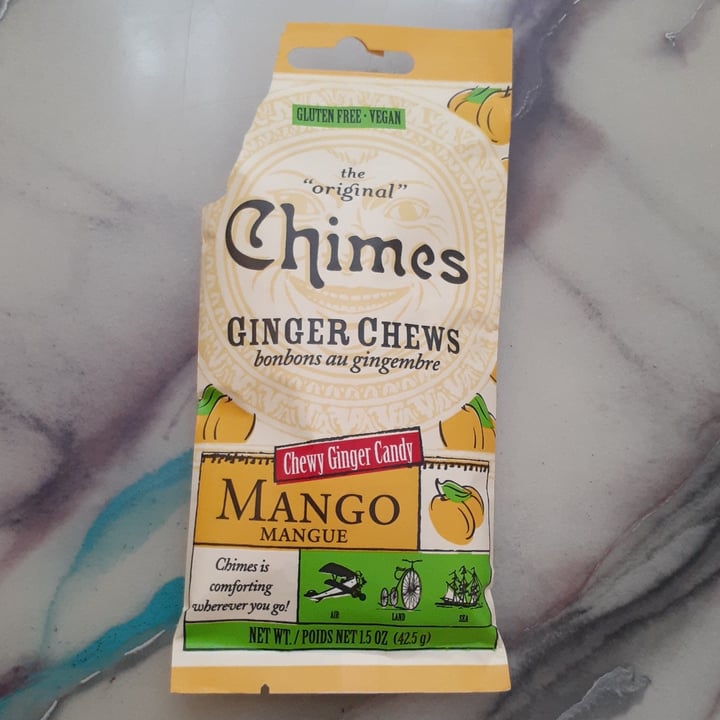 GLUTEN FREE • VEGAN
the
"original"
Chimes
GINGER CHEWS
bonbons au gingembre
Chewy Ginger Candy
MANGO
MANGUE
Chimes is
comforting
wherever you go!
AIR
LAND
SEA
NET WT. / POIDS NET 1.5 OZ (42.5 g)